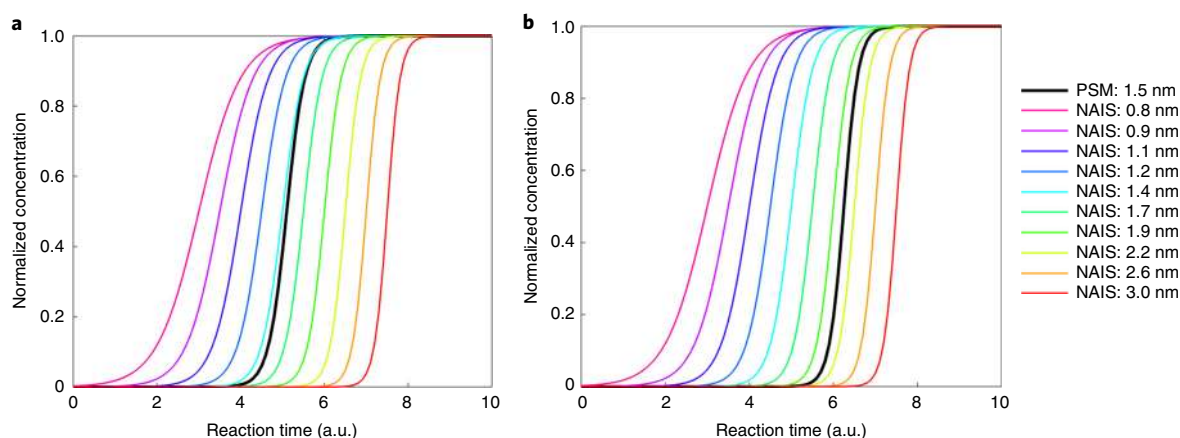 a
1.0
0.8
0.6
0.4
0.2
0
0 2 4 6 8 10
Normalized concentration
Reaction time (a.u.)
b
1.0
0.8
0.6
0.4
0.2
0
0 2 4 6 8 10
Normalized concentration
Reaction time (a.u.)
PSM: 1.5 nm
NAIS: 0.8 nm
NAIS: 0.9 nm
NAIS: 1.1 nm
NAIS: 1.2 nm
NAIS: 1.4 nm
NAIS: 1.7 nm
NAIS: 1.9 nm
NAIS: 2.2 nm
NAIS: 2.6 nm
NAIS: 3.0 nm